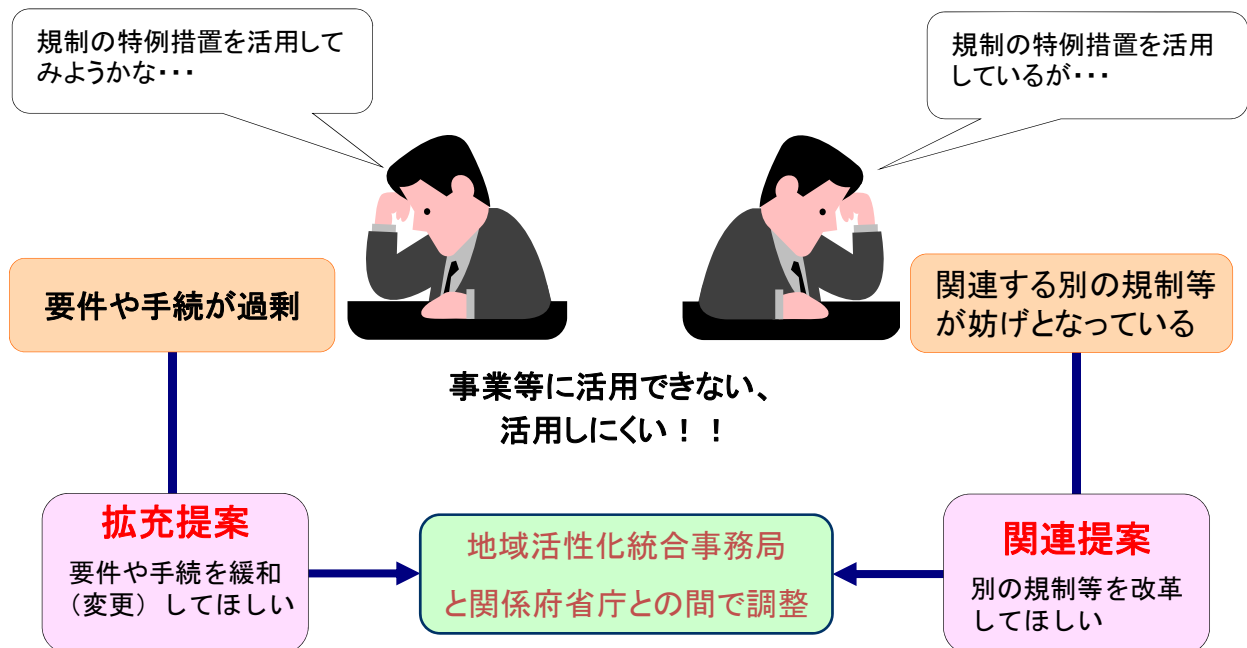 規制の特例措置を活用して
みようかな・・・
規制の特例措置を活用
しているが・・・
要件や手続が過剰
関連する別の規制等
が妨げとなっている
事業等に活用できない、
活用しにくい！！
拡充提案
要件や手続を緩和
（変更）してほしい
地域活性化統合事務局
と関係府省庁との間で調整
関連提案
別の規制等を改革
してほしい